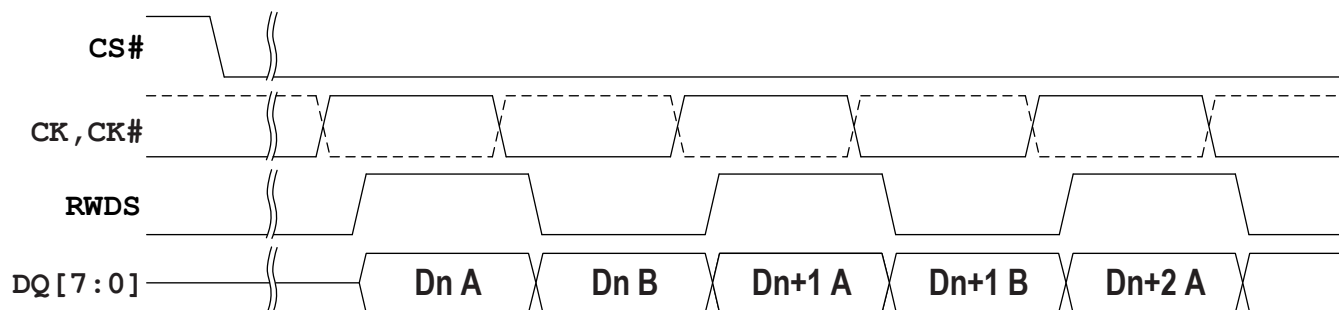 CS#
CK,CK#
RWDS
DQ[7:0] Dn A Dn B Dn+1 A Dn+1 B Dn+2 A